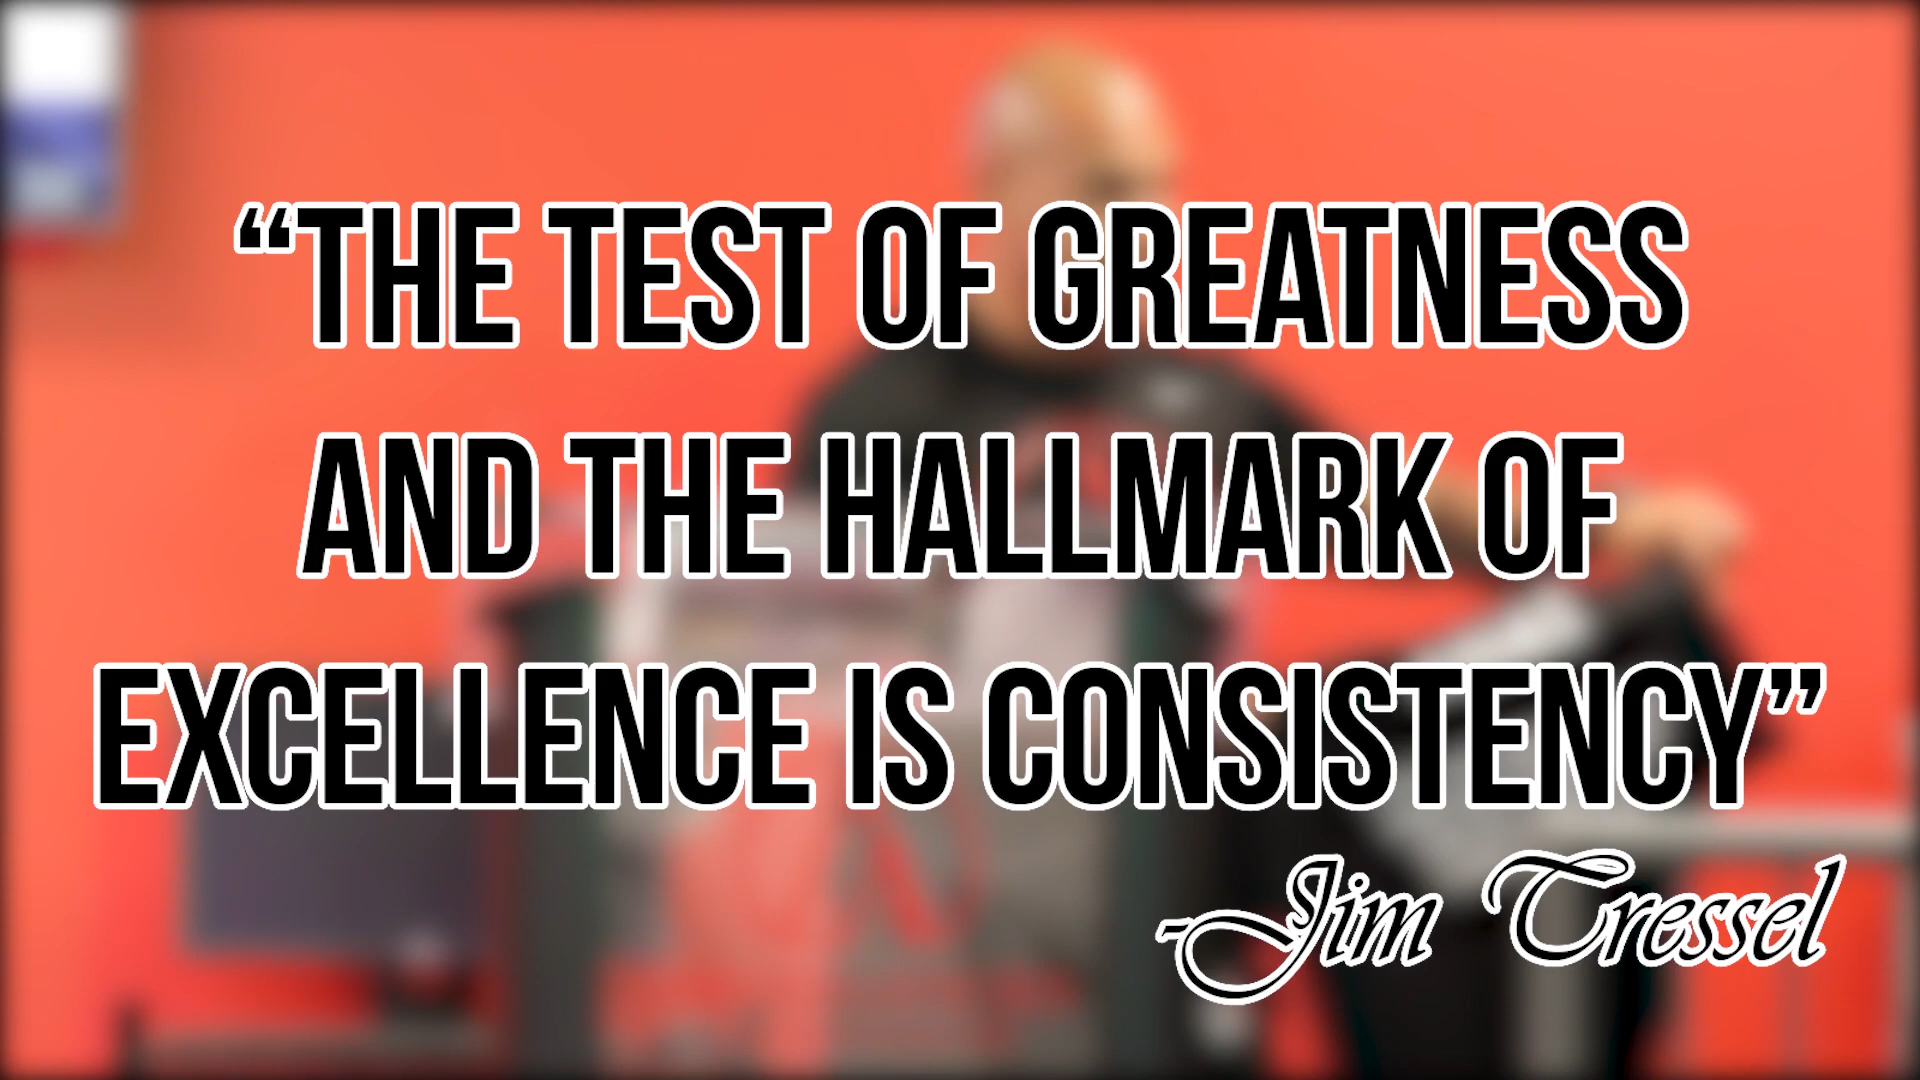 “THE TEST OF GREATNESS
AND THE HALLMARK OF
EXCELLENCE IS CONSISTENCY”
-Jim Tressel